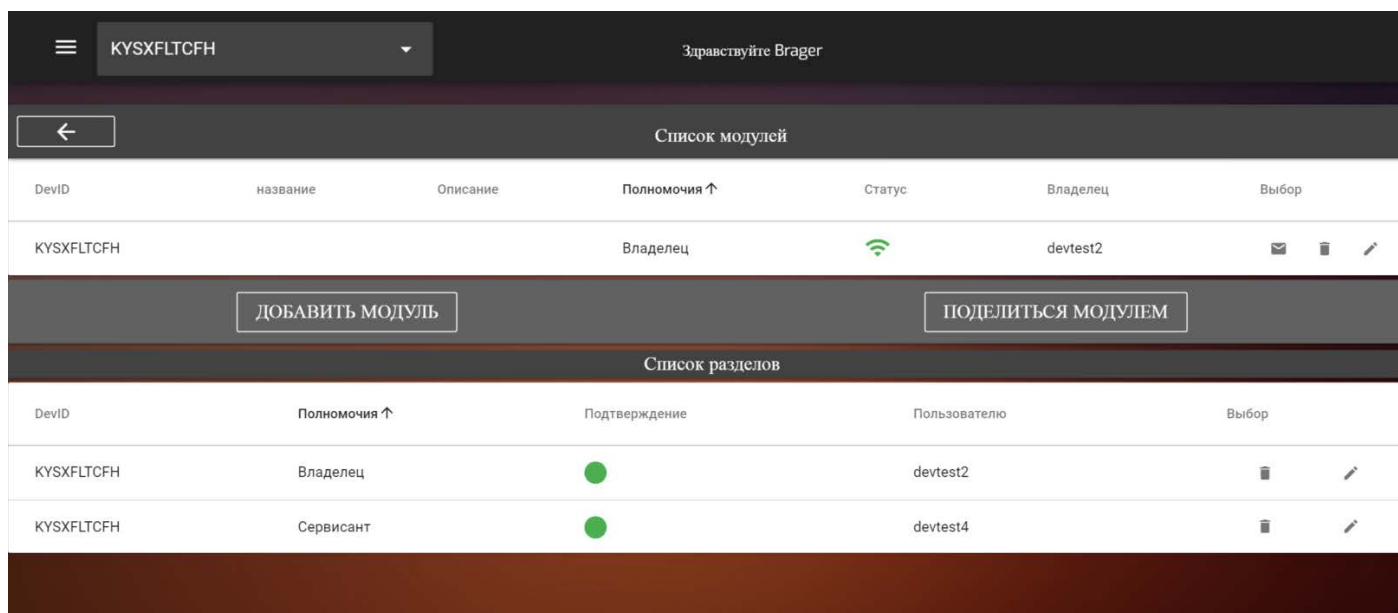 KYSXFLTCFH Здравствуйте Brager
Список модулей
DevID название Описание Полномочия Статус Владелец Выбор
KYSXFLTCFH Владелец devtest2
ДОБАВИТЬ МОДУЛЬ ПОДЕЛИТЬСЯ МОДУЛЕМ
Список разделов
DevID Полномочия Подтверждение Пользователю Выбор
KYSXFLTCFH Владелец devtest2
KYSXFLTCFH Сервисант devtest4